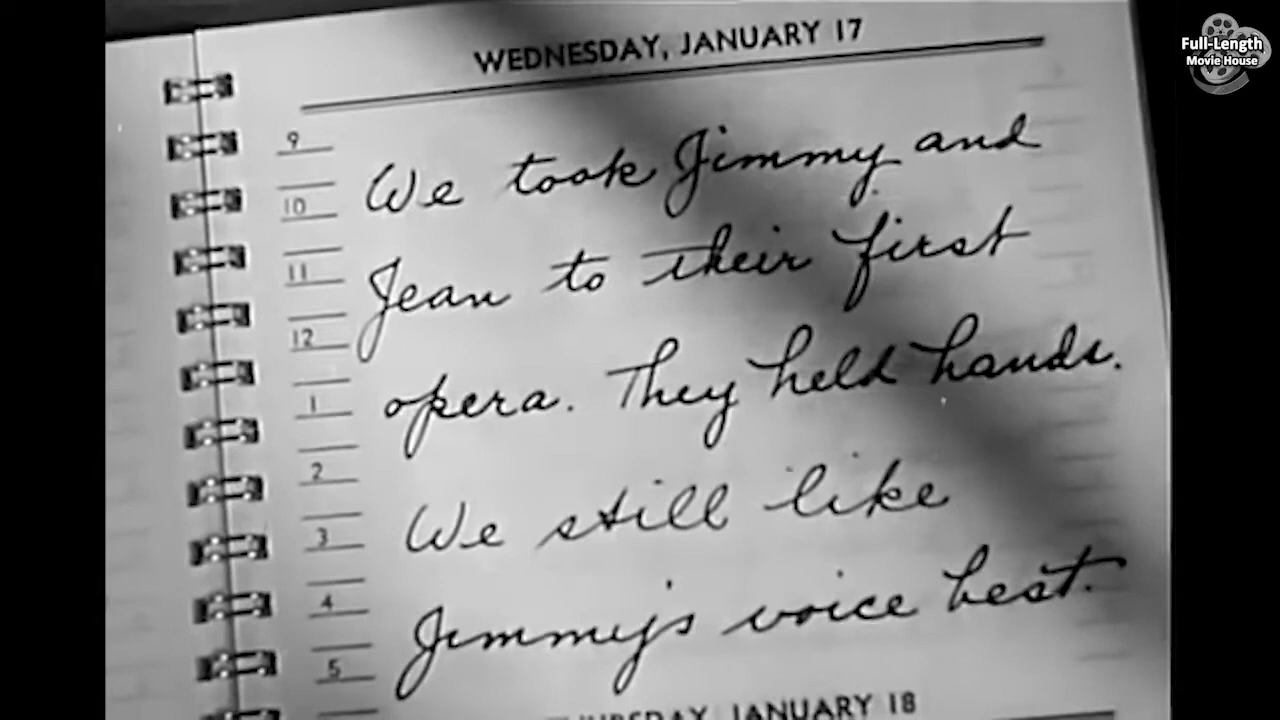 Full-Length
Movie House
WEDNESDAY, JANUARY 17
9
We took Jimmy and
10
Jean to their first
11
12
opera. They held hands.
1
2
We still like
3
4
Jimmy's voice best.
5
THURSDAY, JANUARY 18